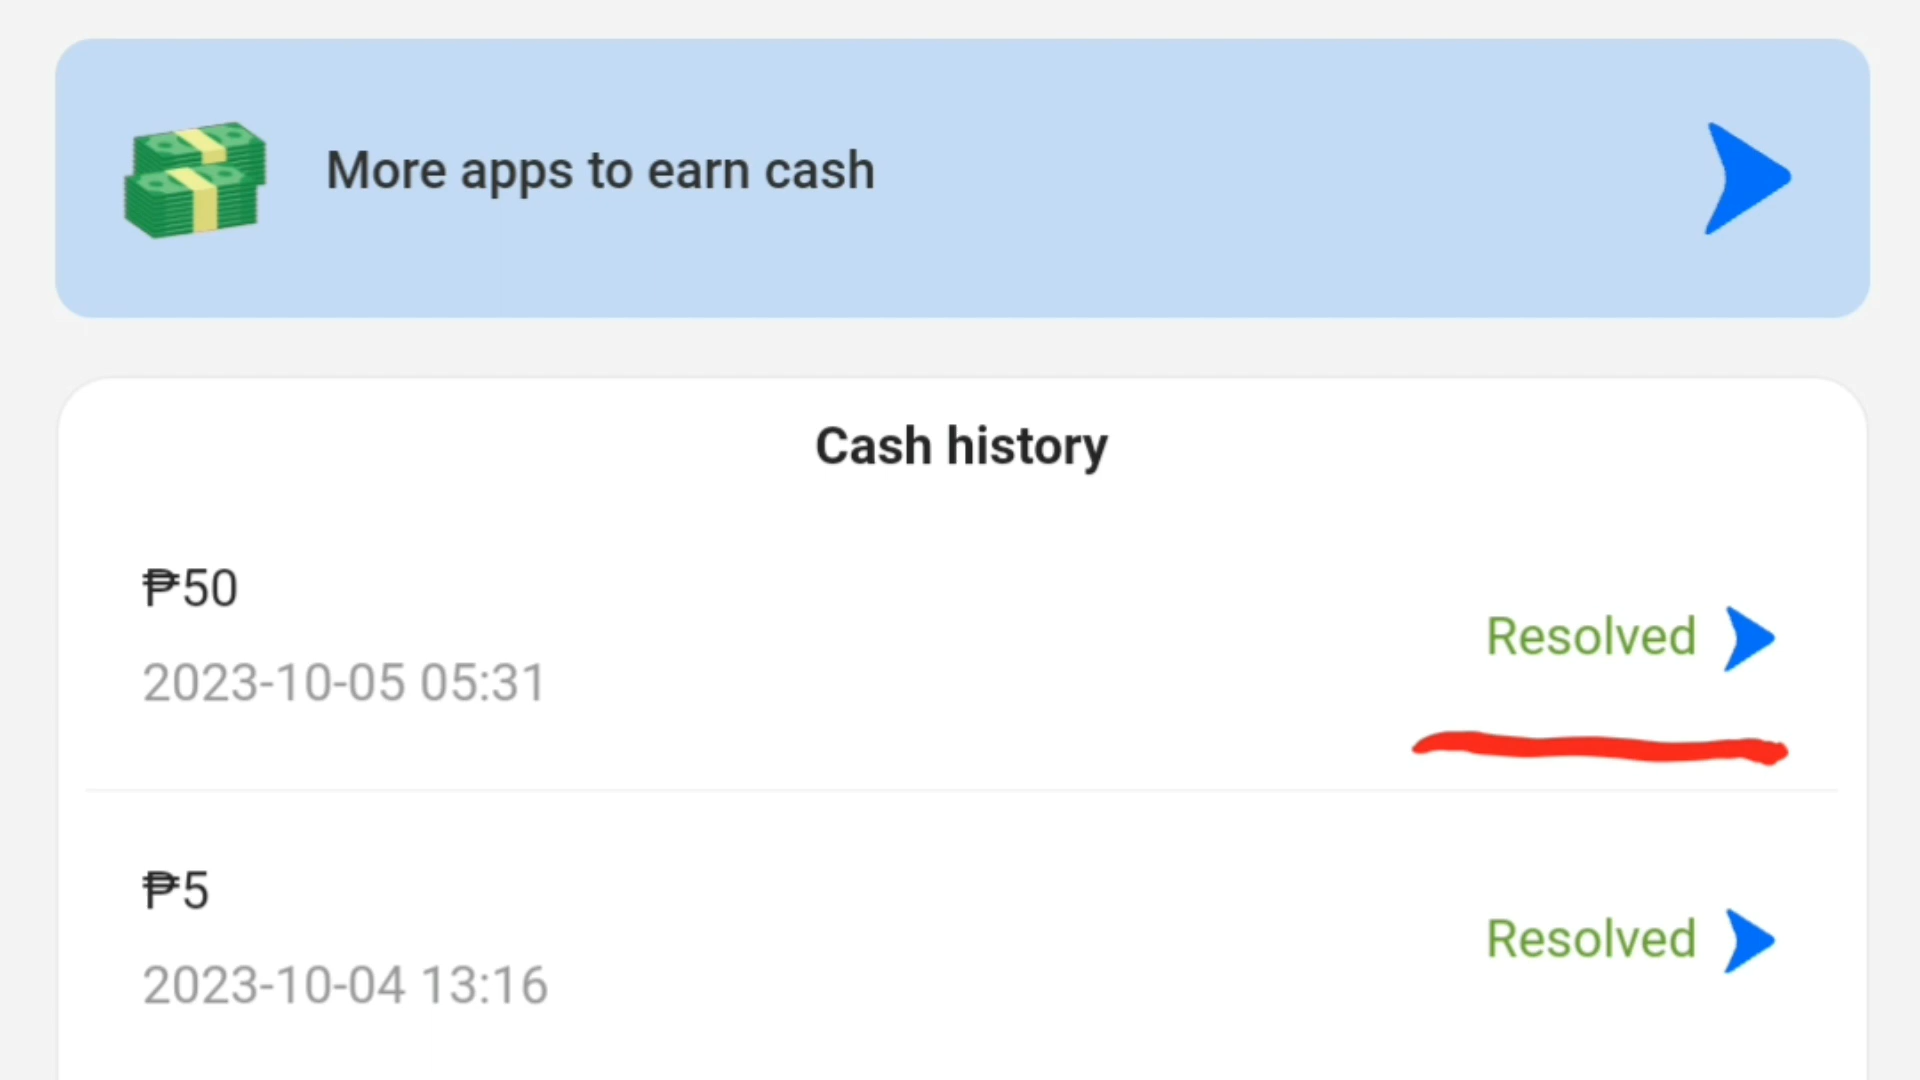 More apps to earn cash
Cash history
₱50
Resolved
2023-10-05 05:31
₱5
Resolved
2023-10-04 13:16